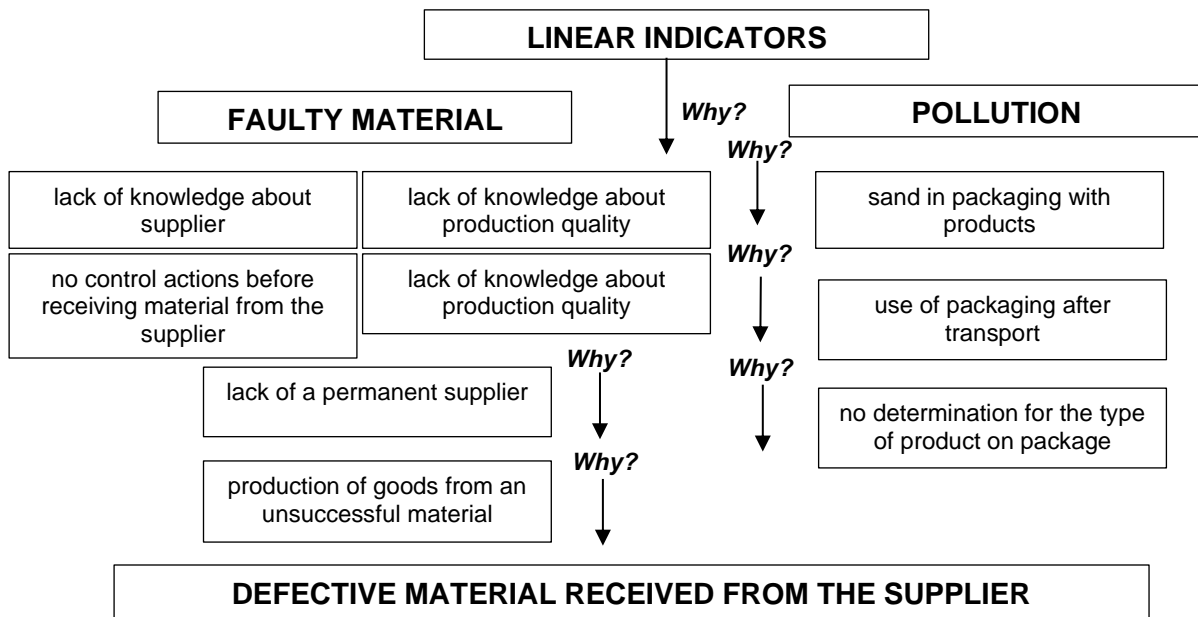 LINEAR INDICATORS
FAULTY MATERIAL
Why?
POLLUTION
Why?
lack of knowledge about
supplier
lack of knowledge about
production quality
sand in packaging with
products
Why?
no control actions before
receiving material from the
supplier
lack of knowledge about
production quality
use of packaging after
transport
Why?
Why?
lack of a permanent supplier
no determination for the type
of product on package
Why?
production of goods from an
unsuccessful material
DEFECTIVE MATERIAL RECEIVED FROM THE SUPPLIER